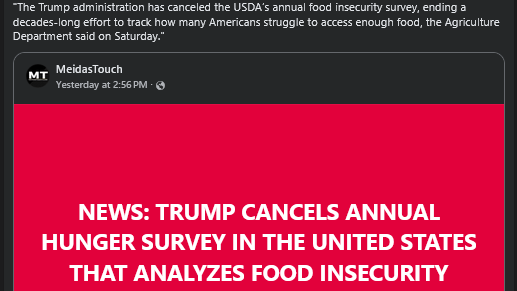 "The Trump administration has canceled the USDA's annual food insecurity survey, ending a
decades-long effort to track how many Americans struggle to access enough food, the Agriculture
Department said on Saturday."
MT
MeidasTouch
Yesterday at 2:56 PM ·
NEWS: TRUMP CANCELS ANNUAL
HUNGER SURVEY IN THE UNITED STATES
THAT ANALYZES FOOD INSECURITY